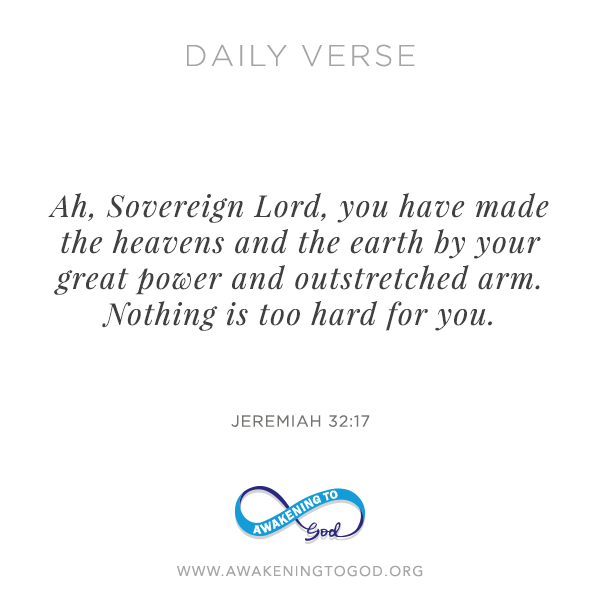 DAILY VERSE
Ah, Sovereign Lord, you have made
the heavens and the earth by your
great power and outstretched arm.
Nothing is too hard for you.
JEREMIAH 32:17
AWAKENING TO
God
WWW.AWAKENINGTOGOD.ORG